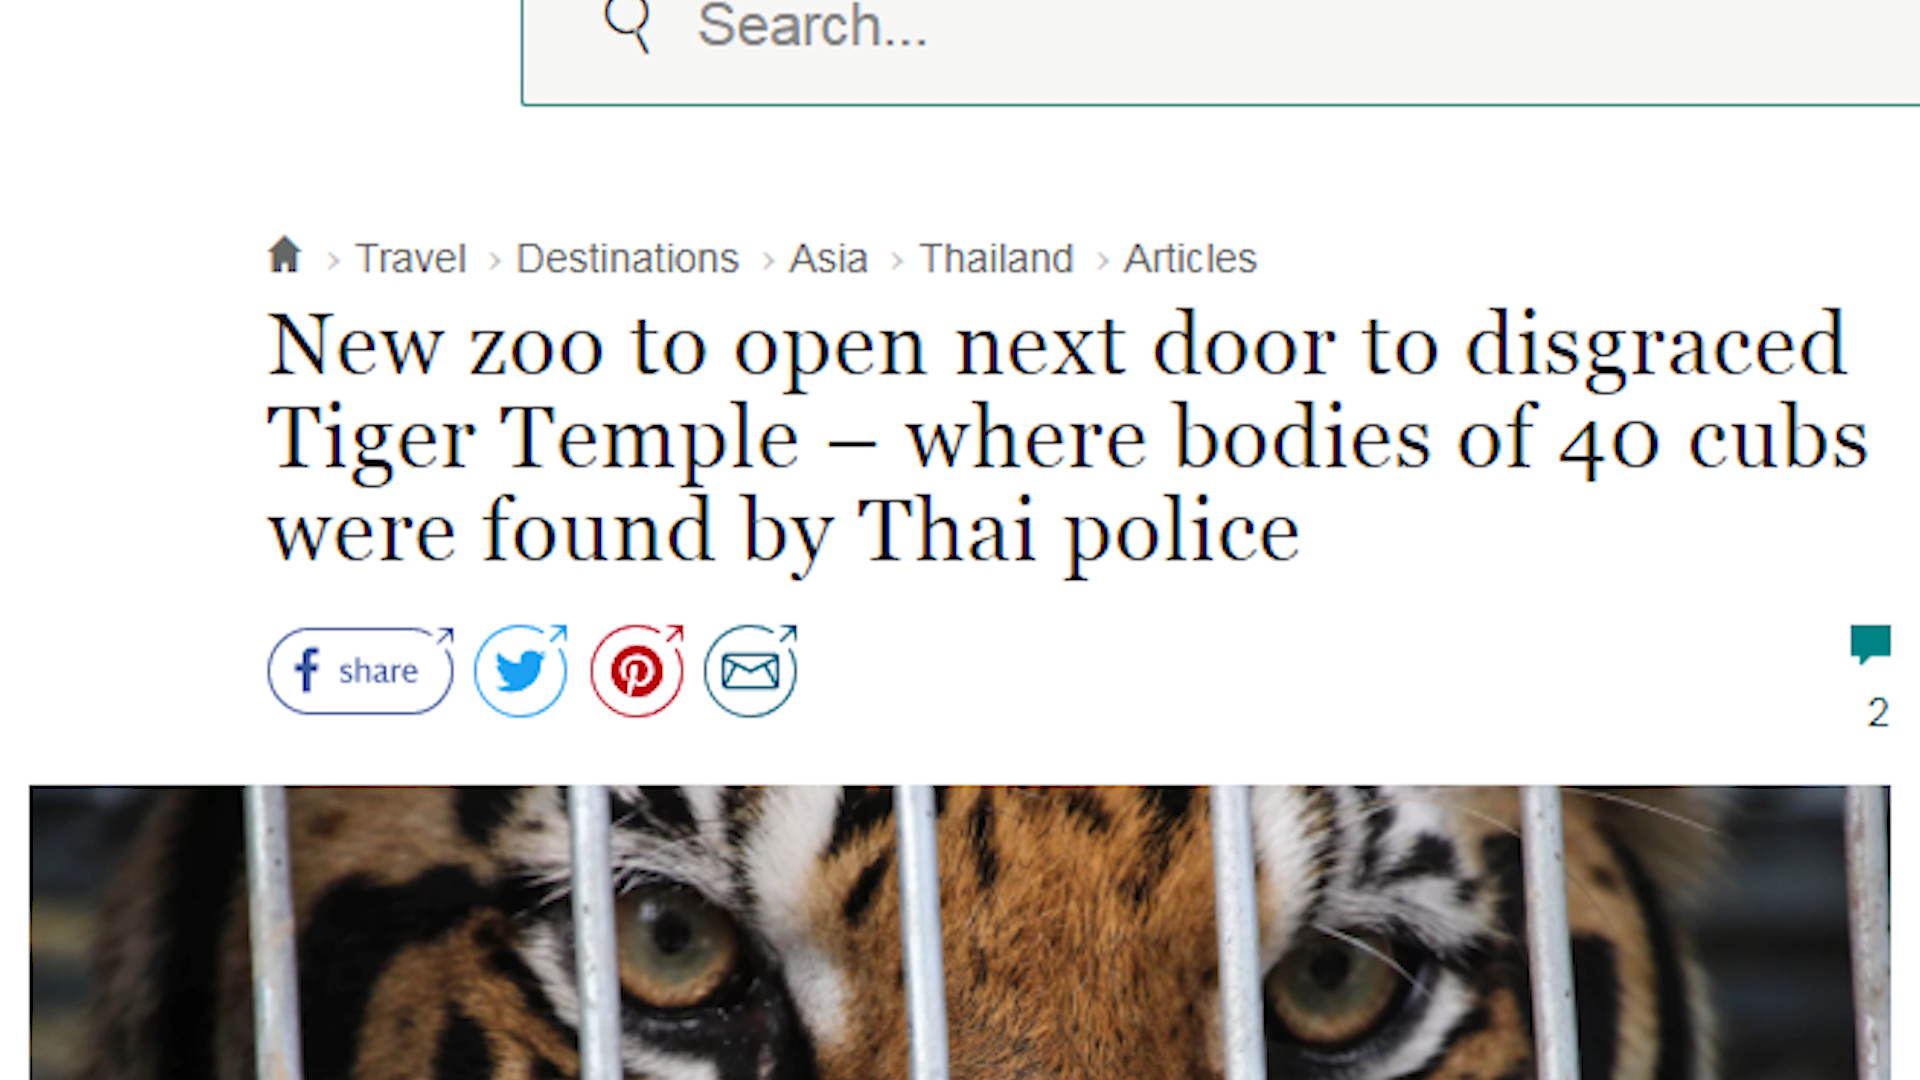 Search...
Travel > Destinations > Asia > Thailand > Articles
New zoo to open next door to disgraced
Tiger Temple – where bodies of 40 cubs
were found by Thai police
f share
2